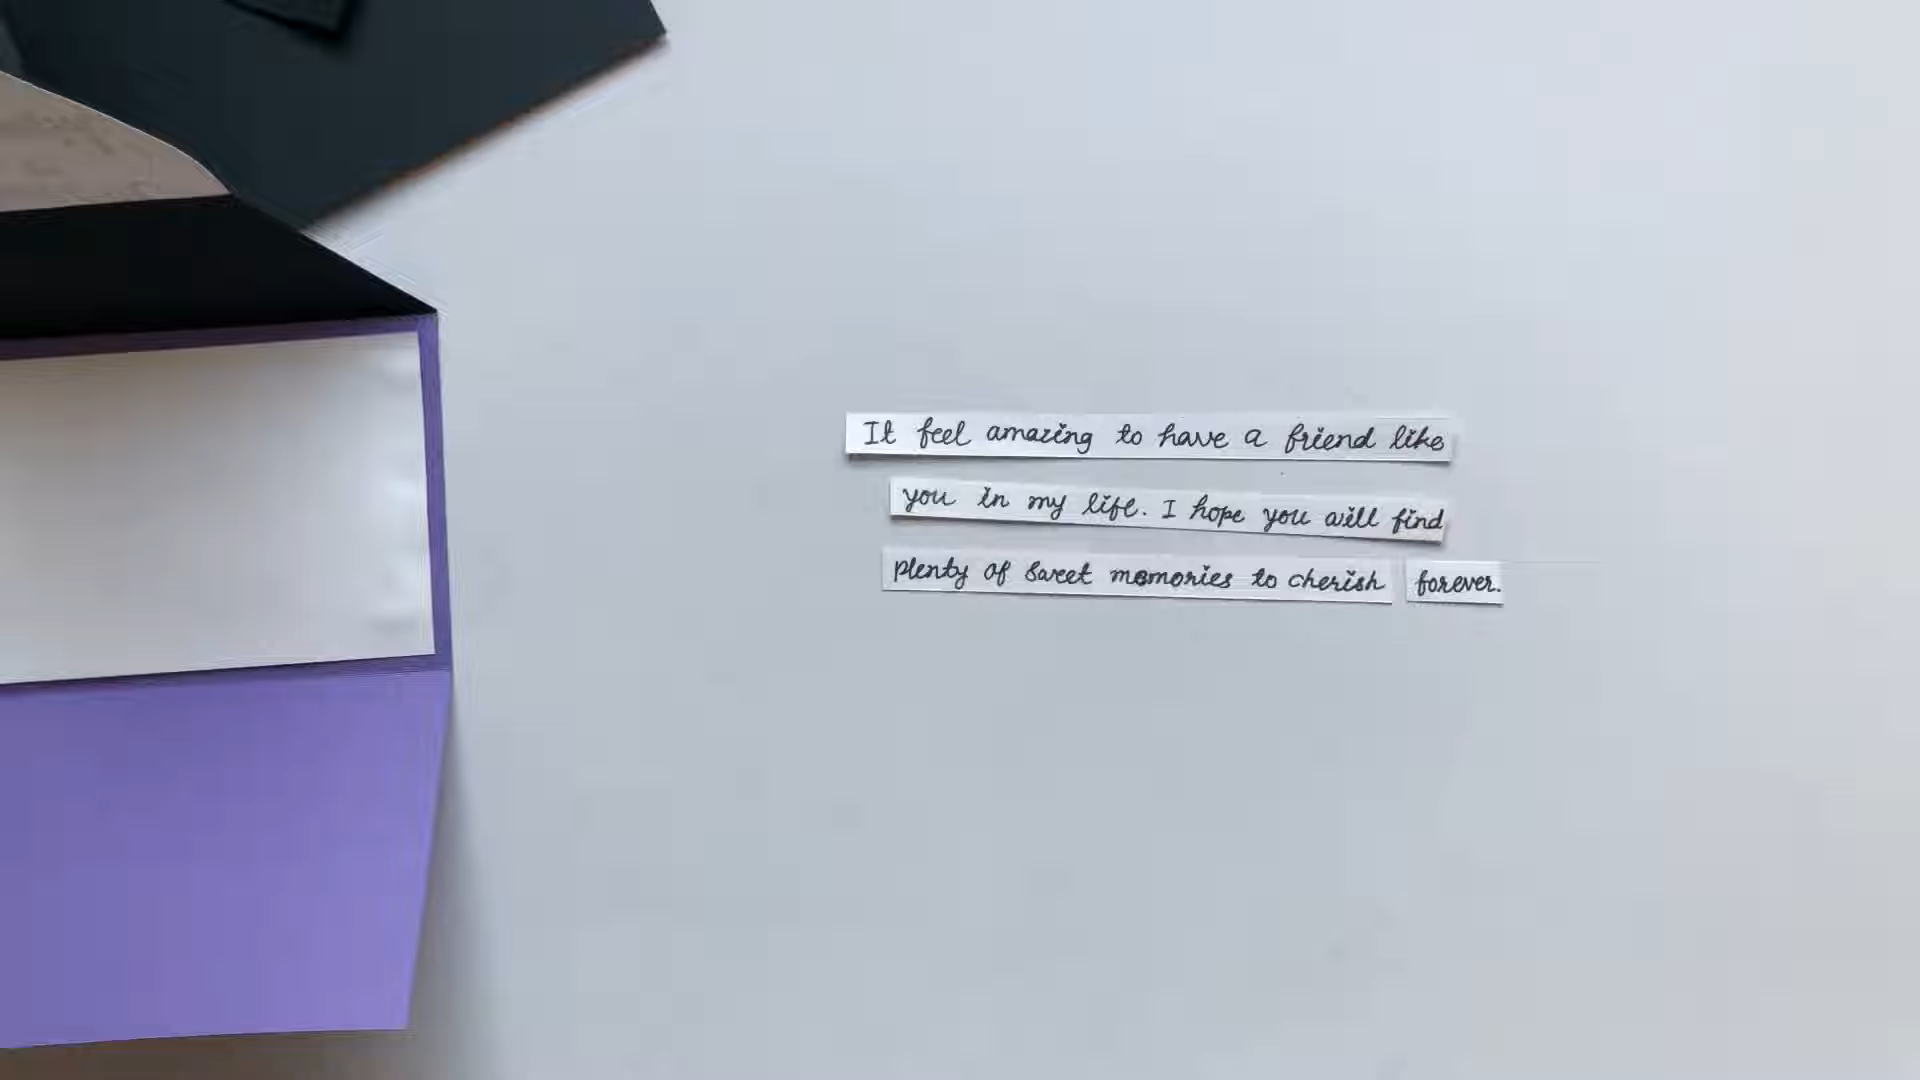 It feel amazing to have a friend like
you in my life. I hope you will find
plenty of sweet memories to cherish forever.